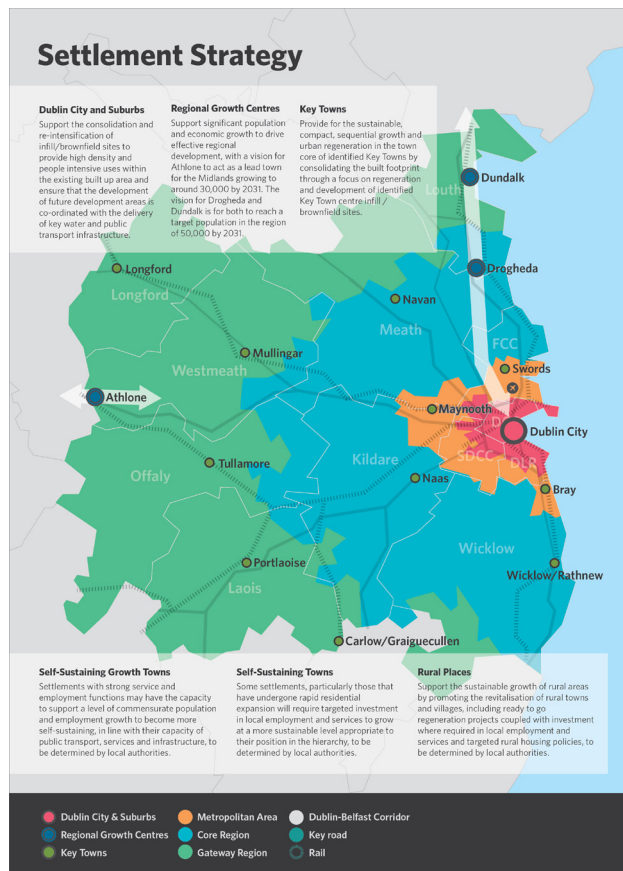 Settlement Strategy
Dublin City and Suburbs
Support the consolidation and
re-intensification of
infill/brownfield sites to
provide high density and
people intensive uses within
the existing built up area and
ensure that the development
of future development areas is
co-ordinated with the delivery
of key water and public
transport infrastructure.
Regional Growth Centres
Support significant population
and economic growth to drive
effective regional
development, with a vision for
Athlone to act as a lead town
for the Midlands growing to
around 30,000 by 2031. The
vision for Drogheda and
Dundalk is for both to reach a
target population in the region
of 50,000 by 2031.
Key Towns
Provide for the sustainable,
compact, sequential growth and
urban regeneration in the town
core of identified Key Towns by
consolidating the built footprint
through a focus on regeneration
and development of identified
Key Town centre infill /
brownfield sites.
Louth
Dundalk
Drogheda
Longford
Longford
Navan
Meath
FCC
Mullingar
Westmeath
Swords
Athlone
Maynooth
Dublin City
SDCC
DLR
Kildare
Tullamore
Offaly
Naas
Bray
Wicklow
Portlaoise
Laois
Wicklow/Rathnew
Carlow/Graiguecullen
Self-Sustaining Growth Towns
Settlements with strong service and
employment functions may have the capacity
to support a level of commensurate population
and employment growth to become more
self-sustaining, in line with their capacity of
public transport, services and infrastructure, to
be determined by local authorities.
Self-Sustaining Towns
Some settlements, particularly those that
have undergone rapid residential
expansion will require targeted investment
in local employment and services to grow
at a more sustainable level appropriate to
their position in the hierarchy, to be
determined by local authorities.
Rural Places
Support the sustainable growth of rural areas
by promoting the revitalisation of rural towns
and villages, including ready to go
regeneration projects coupled with investment
where required in local employment and
services and targeted rural housing policies, to
be determined by local authorities.
Dublin City & Suburbs
Regional Growth Centres
Key Towns
Metropolitan Area
Core Region
Gateway Region
Dublin-Belfast Corridor
Key road
Rail